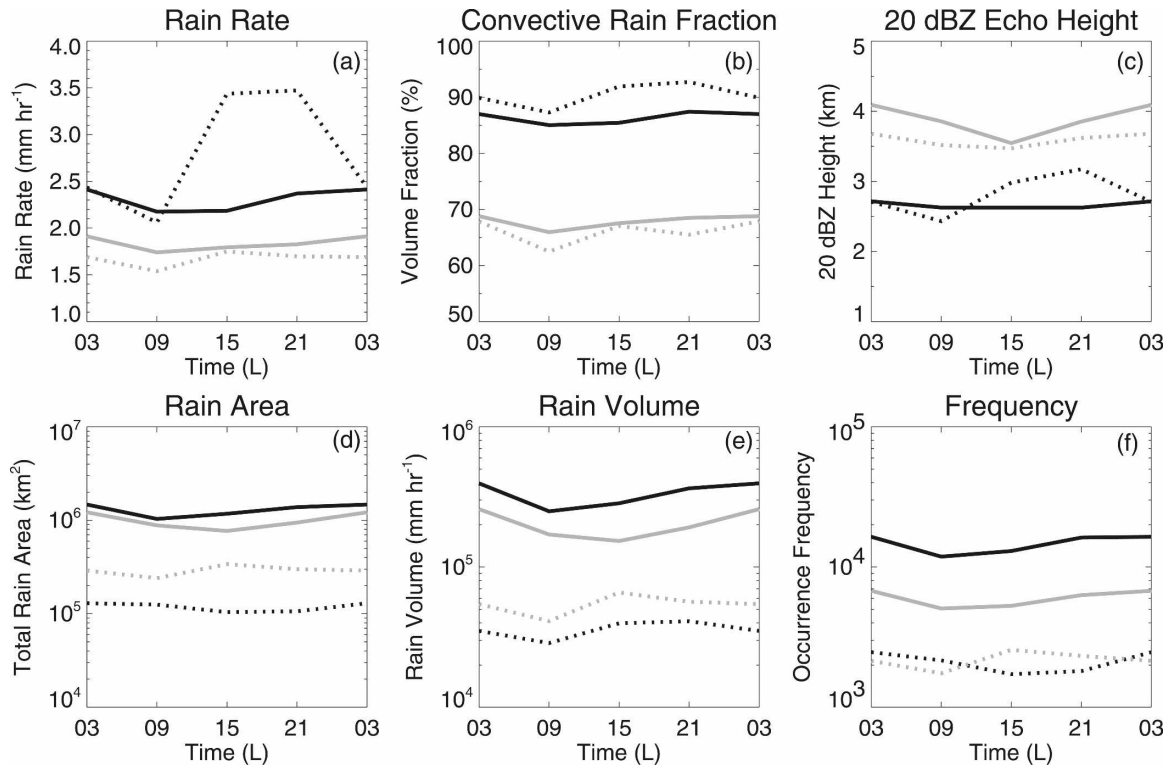 Rain Rate
4.0
3.5
3.0
2.5
2.0
1.5
1.0
Rain Rate (mm hr⁻¹)
(a)
03 09 15 21 03
Time (L)
Convective Rain Fraction
100
90
80
70
60
50
Volume Fraction (%)
(b)
03 09 15 21 03
Time (L)
20 dBZ Echo Height
5
4
3
2
1
20 dBZ Height (km)
(c)
03 09 15 21 03
Time (L)
Rain Area
10⁷
10⁶
10⁵
10⁴
Total Rain Area (km²)
(d)
03 09 15 21 03
Time (L)
Rain Volume
10⁶
10⁵
10⁴
Rain Volume (mm hr⁻¹)
(e)
03 09 15 21 03
Time (L)
Frequency
10⁵
10⁴
10³
Occurrence Frequency
(f)
03 09 15 21 03
Time (L)